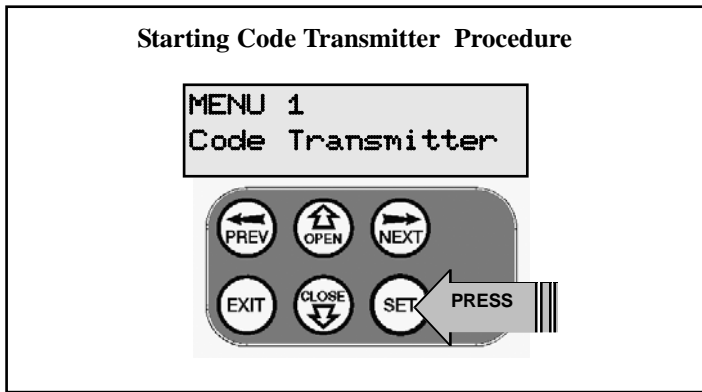 Starting Code Transmitter Procedure
MENU 1
Code Transmitter
PREV
OPEN
NEXT
EXIT
CLOSE
SET
PRESS